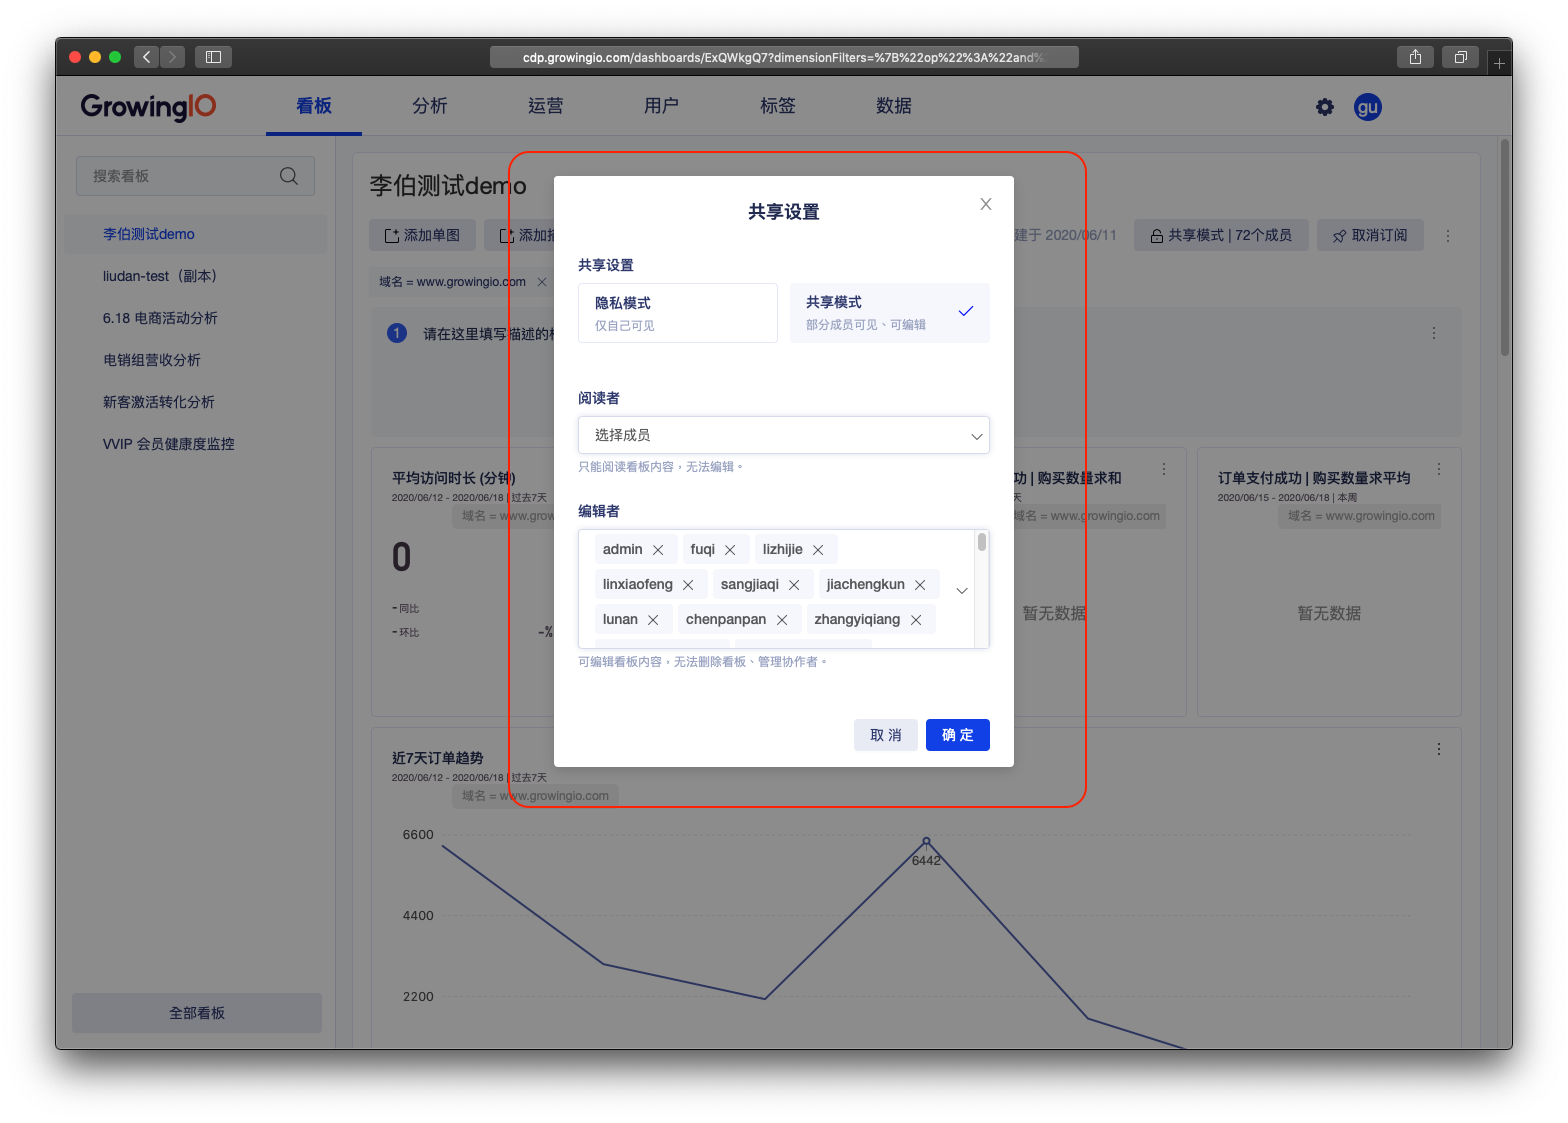 cdp.growingio.com/dashboards/ExQWkgQ7?dimensionFilters=%7B%22op%22%3A%22and%
GrowingIO
看板 分析 运营 用户 标签 数据
gu
搜索看板
李伯测试demo
liudan-test（副本）
6.18 电商活动分析
电销组营收分析
新客激活转化分析
VVIP 会员健康度监控
全部看板
李伯测试demo
添加单图
添加
建于 2020/06/11
共享模式 | 72个成员
取消订阅
域名 = www.growingio.com
1 请在这里填写描述的
平均访问时长 (分钟)
2020/06/12 - 2020/06/18 | 过去7天
域名 = www.grow
0
- 同比
- 环比
-%
功 | 购买数量求和
天
域名 = www.growingio.com
暂无数据
订单支付成功 | 购买数量求平均
2020/06/15 - 2020/06/18 | 本周
域名 = www.growingio.com
暂无数据
共享设置
共享设置
隐私模式
仅自己可见
共享模式
部分成员可见、可编辑
阅读者
选择成员
只能阅读看板内容，无法编辑。
编辑者
admin fuqi lizhijie
linxiaofeng sangjiaqi jiachengkun
lunan chenpanpan zhangyiqiang
可编辑看板内容，无法删除看板、管理协作者。
取 消
确 定
近7天订单趋势
2020/06/12 - 2020/06/18 | 过去7天
域名 = www.growingio.com
6600
6442
4400
2200